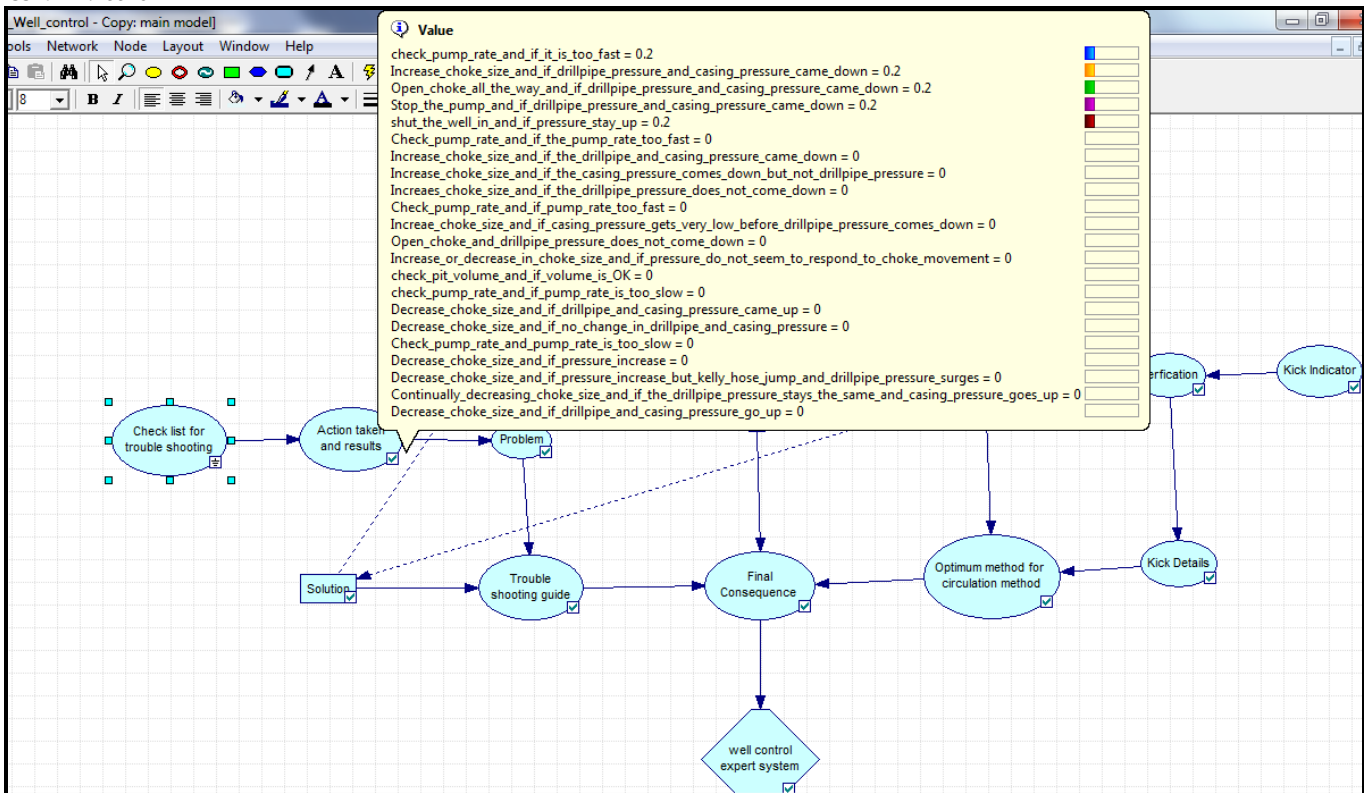 _Well_control - Copy: main model]
ools Network Node Layout Window Help
8 B I
Value
check_pump_rate_and_if_it_is_too_fast = 0.2
Increase_choke_size_and_if_drillpipe_pressure_and_casing_pressure_came_down = 0.2
Open_choke_all_the_way_and_if_drillpipe_pressure_and_casing_pressure_came_down = 0.2
Stop_the_pump_and_if_drillpipe_pressure_and_casing_pressure_came_down = 0.2
shut_the_well_in_and_if_pressure_stay_up = 0.2
Check_pump_rate_and_if_the_pump_rate_too_fast = 0
Increase_choke_size_and_if_the_drillpipe_and_casing_pressure_came_down = 0
Increase_choke_size_and_if_the_casing_pressure_comes_down_but_not_drillpipe_pressure = 0
Increaes_choke_size_and_if_the_drillpipe_pressure_does_not_come_down = 0
Check_pump_rate_and_if_pump_rate_too_fast = 0
Increae_choke_size_and_if_casing_pressure_gets_very_low_before_drillpipe_pressure_comes_down = 0
Open_choke_and_drillpipe_pressure_does_not_come_down = 0
Increase_or_decrease_in_choke_size_and_if_pressure_do_not_seem_to_respond_to_choke_movement = 0
check_pit_volume_and_if_volume_is_OK = 0
check_pump_rate_and_if_pump_rate_is_too_slow = 0
Decrease_choke_size_and_if_drillpipe_and_casing_pressure_came_up = 0
Decrease_choke_size_and_if_no_change_in_drillpipe_and_casing_pressure = 0
Check_pump_rate_and_pump_rate_is_too_slow = 0
Decrease_choke_size_and_if_pressure_increase = 0
Decrease_choke_size_and_if_pressure_increase_but_kelly_hose_jump_and_drillpipe_pressure_surges = 0
Continually_decreasing_choke_size_and_if_the_drillpipe_pressure_stays_the_same_and_casing_pressure_goes_up = 0
Decrease_choke_size_and_if_drillpipe_and_casing_pressure_go_up = 0
erfication
Kick Indicator
Check list for
trouble shooting
Action taken
and results
Problem
Solution
Trouble
shooting guide
Final
Consequence
Optimum method for
circulation method
Kick Details
well control
expert system